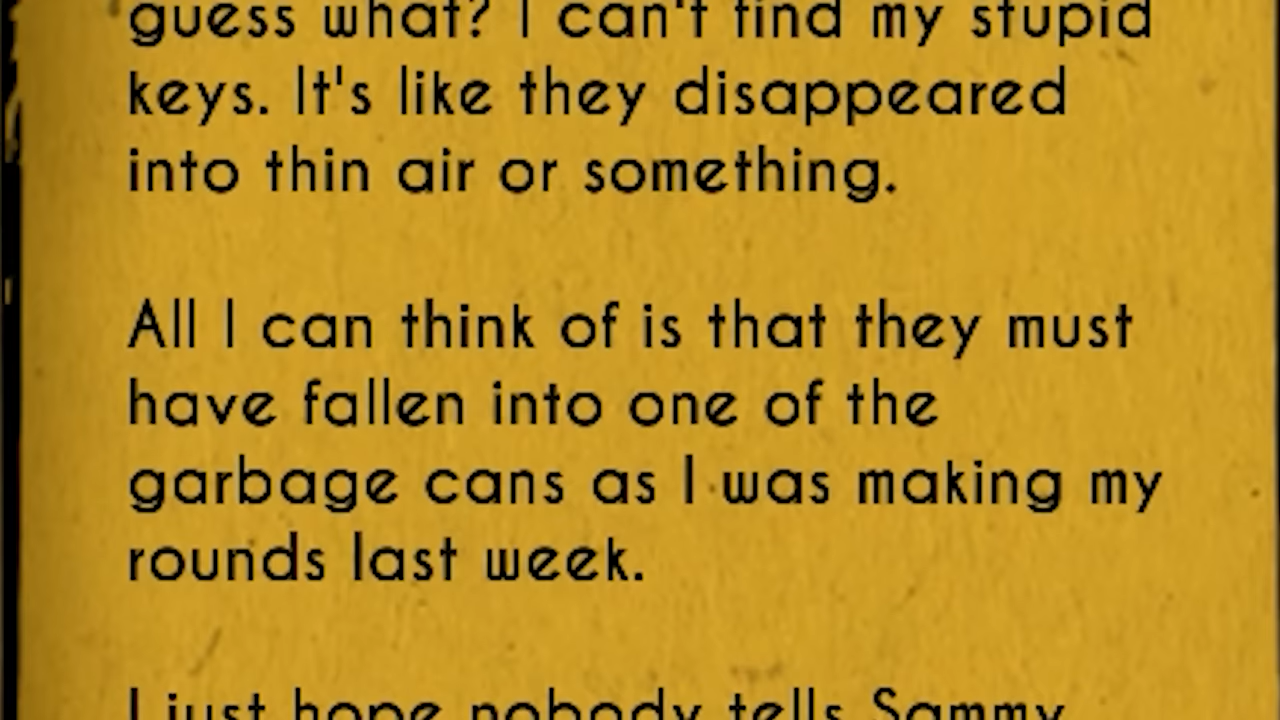 guess what? I can't find my stupid
keys. It's like they disappeared
into thin air or something.
All I can think of is that they must
have fallen into one of the
garbage cans as I was making my
rounds last week.
I just hope nobody tells Sammy